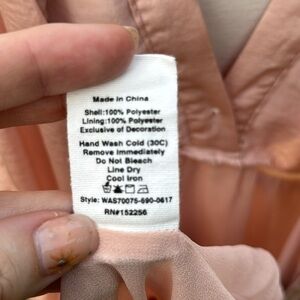 Made in China
Shell:100% Polyester
Lining:100% Polyester
Exclusive of Decoration
Hand Wash Cold (30C)
Remove Immediately
Do Not Bleach
Line Dry
Cool Iron
Style: WAS70075-690-0617
RN#152256